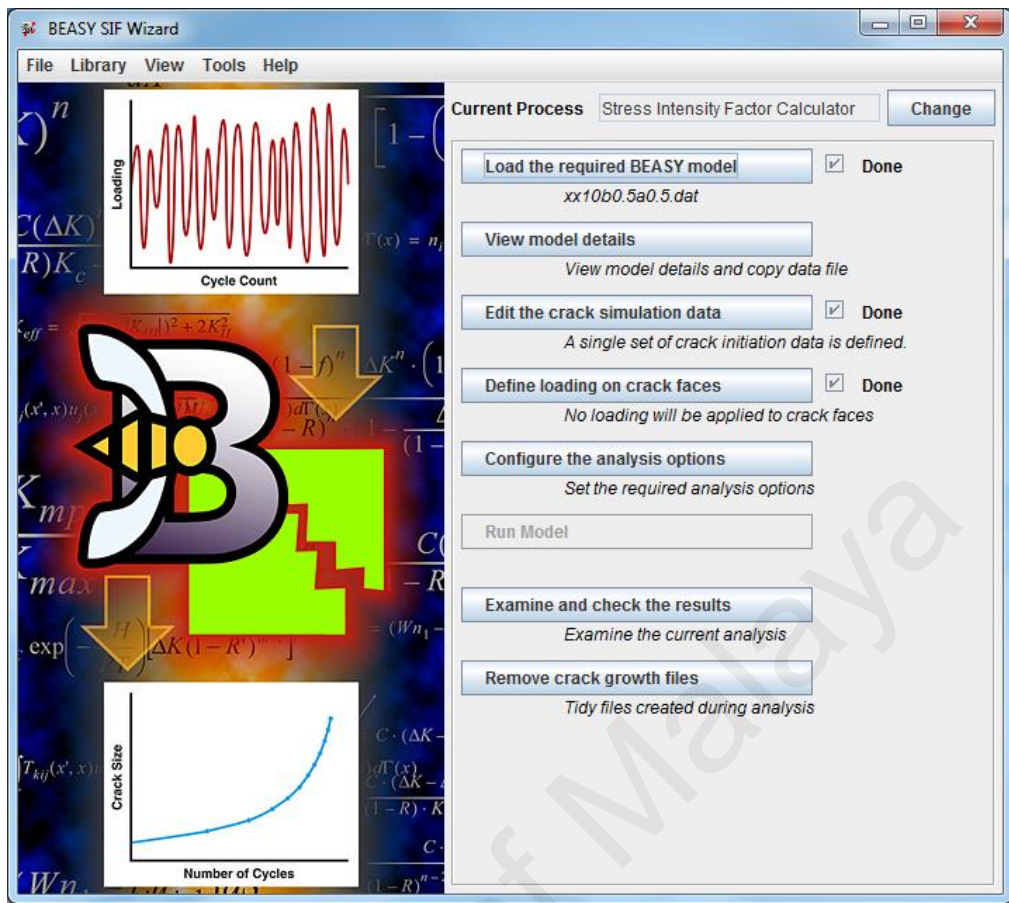 BEASY SIF Wizard
File Library View Tools Help
Current Process Stress Intensity Factor Calculator Change
Load the required BEASY model Done
xx10b0.5a0.5.dat
View model details
View model details and copy data file
Edit the crack simulation data Done
A single set of crack initiation data is defined.
Define loading on crack faces Done
No loading will be applied to crack faces
Configure the analysis options
Set the required analysis options
Run Model
Examine and check the results
Examine the current analysis
Remove crack growth files
Tidy files created during analysis
Loading
Cycle Count
B
Crack Size
Number of Cycles
of Malaya